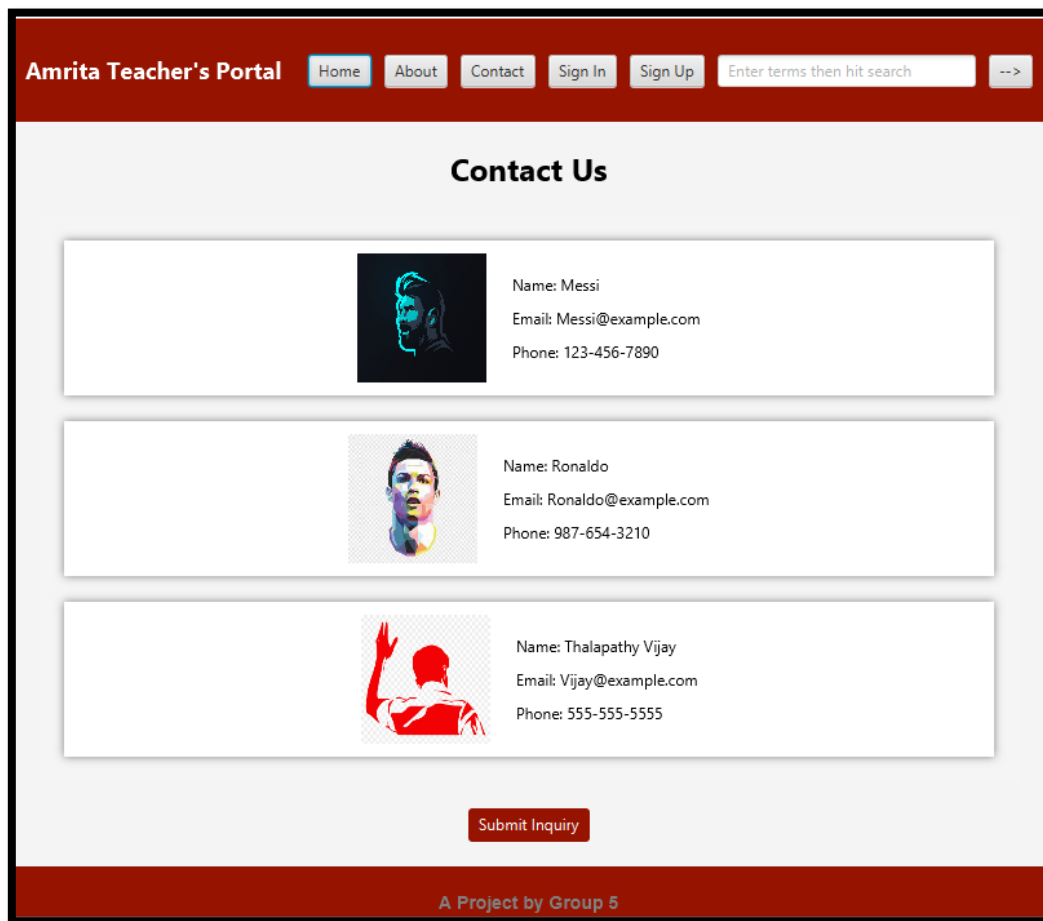 Amrita Teacher's Portal Home About Contact Sign In Sign Up Enter terms then hit search -->
Contact Us
Name: Messi
Email: Messi@example.com
Phone: 123-456-7890
Name: Ronaldo
Email: Ronaldo@example.com
Phone: 987-654-3210
Name: Thalapathy Vijay
Email: Vijay@example.com
Phone: 555-555-5555
Submit Inquiry
A Project by Group 5